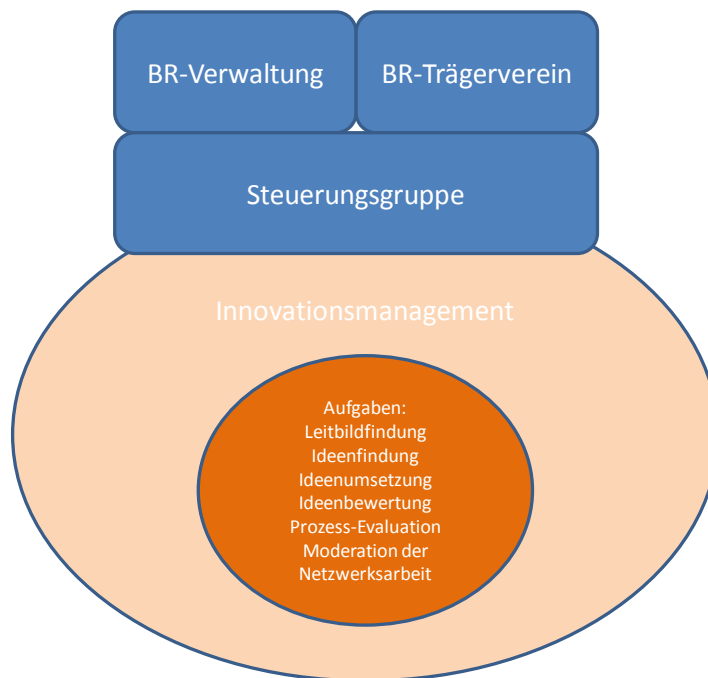 BR-Verwaltung
BR-Trägerverein
Steuerungsgruppe
Innovationsmanagement
Aufgaben:
Leitbildfindung
Ideenfindung
Ideenumsetzung
Ideenbewertung
Prozess-Evaluation
Moderation der
Netzwerksarbeit